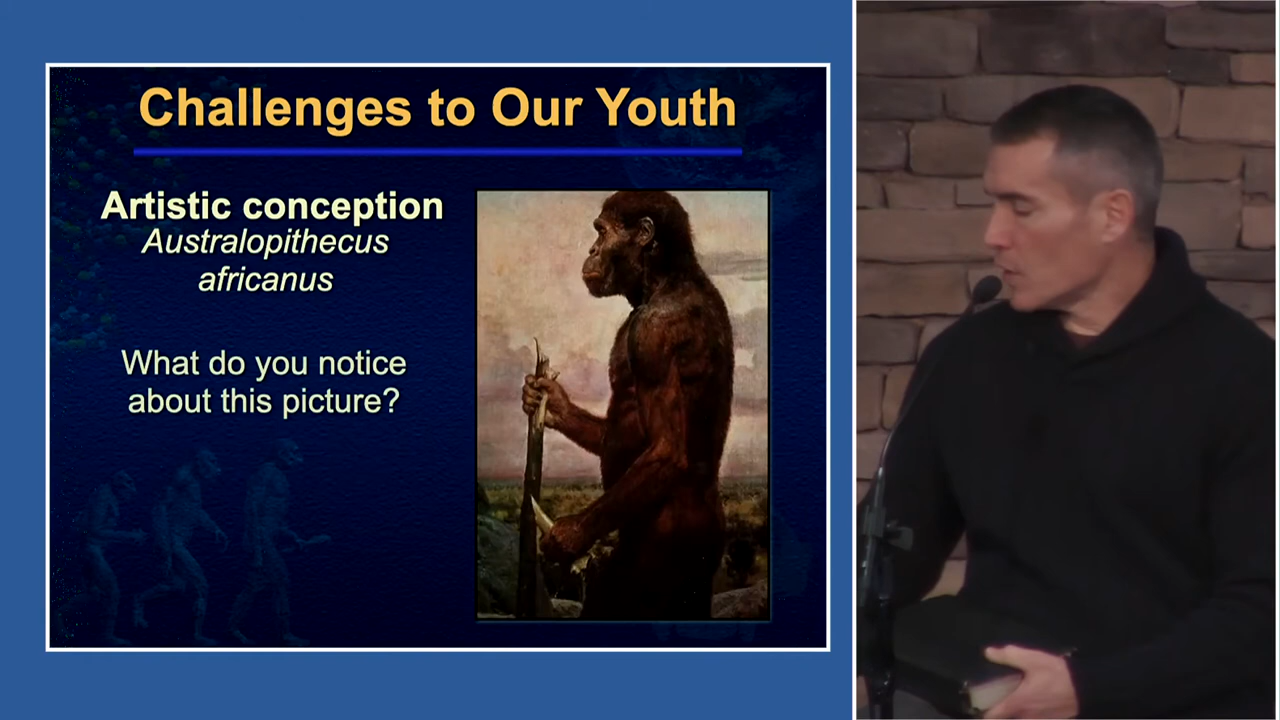 Challenges to Our Youth
Artistic conception
Australopithecus
africanus
What do you notice
about this picture?